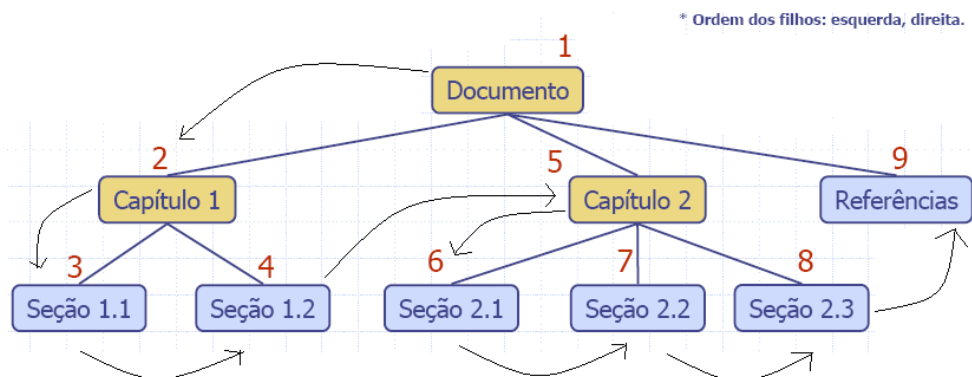 * Ordem dos filhos: esquerda, direita.
1
Documento
2
5
9
Capítulo 1
Capítulo 2
Referências
3
4
6
7
8
Seção 1.1
Seção 1.2
Seção 2.1
Seção 2.2
Seção 2.3